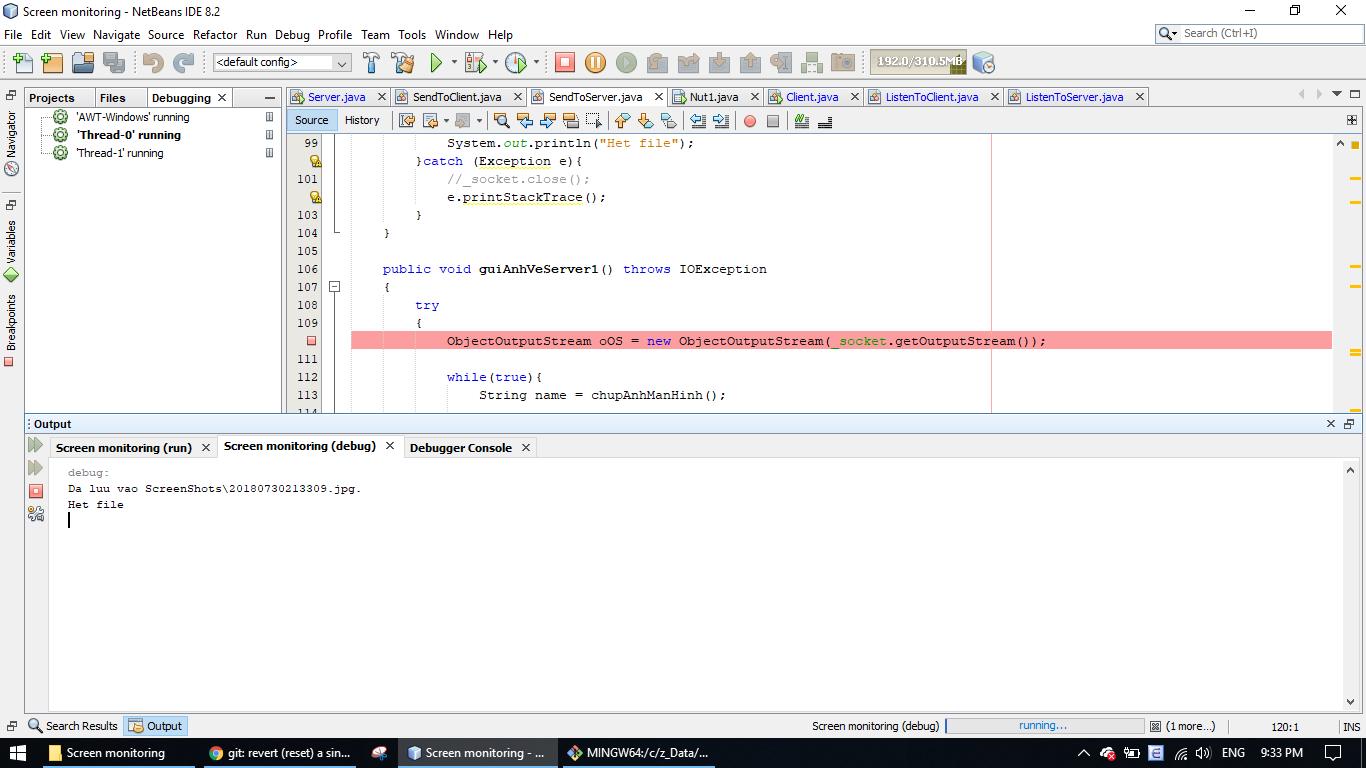 Screen monitoring - NetBeans IDE 8.2
File Edit View Navigate Source Refactor Run Debug Profile Team Tools Window Help
Search (Ctrl+I)
<default config>
192.0/310.5MB
Projects Files Debugging
Server.java SendToClient.java SendToServer.java Nut1.java Client.java ListenToClient.java ListenToServer.java
Navigator
Variables
Breakpoints
'AWT-Windows' running
'Thread-0' running
'Thread-1' running
Source History
99 System.out.println("Het file");
}catch (Exception e){
101 //_socket.close();
e.printStackTrace();
103 }
104 }
105
106 public void guiAnhVeServer1() throws IOException
107 {
108 try
109 {
ObjectOutputStream oOS = new ObjectOutputStream(_socket.getOutputStream());
111
112 while(true){
113 String name = chupAnhManHinh();
114
Output
Screen monitoring (run) Screen monitoring (debug) Debugger Console
debug:
Da luu vao ScreenShots\20180730213309.jpg.
Het file
Search Results Output
Screen monitoring (debug) running... (1 more...) 120:1 INS
Screen monitoring git: revert (reset) a sin... Screen monitoring - ... MINGW64:/c/z_Data/... ENG 9:33 PM